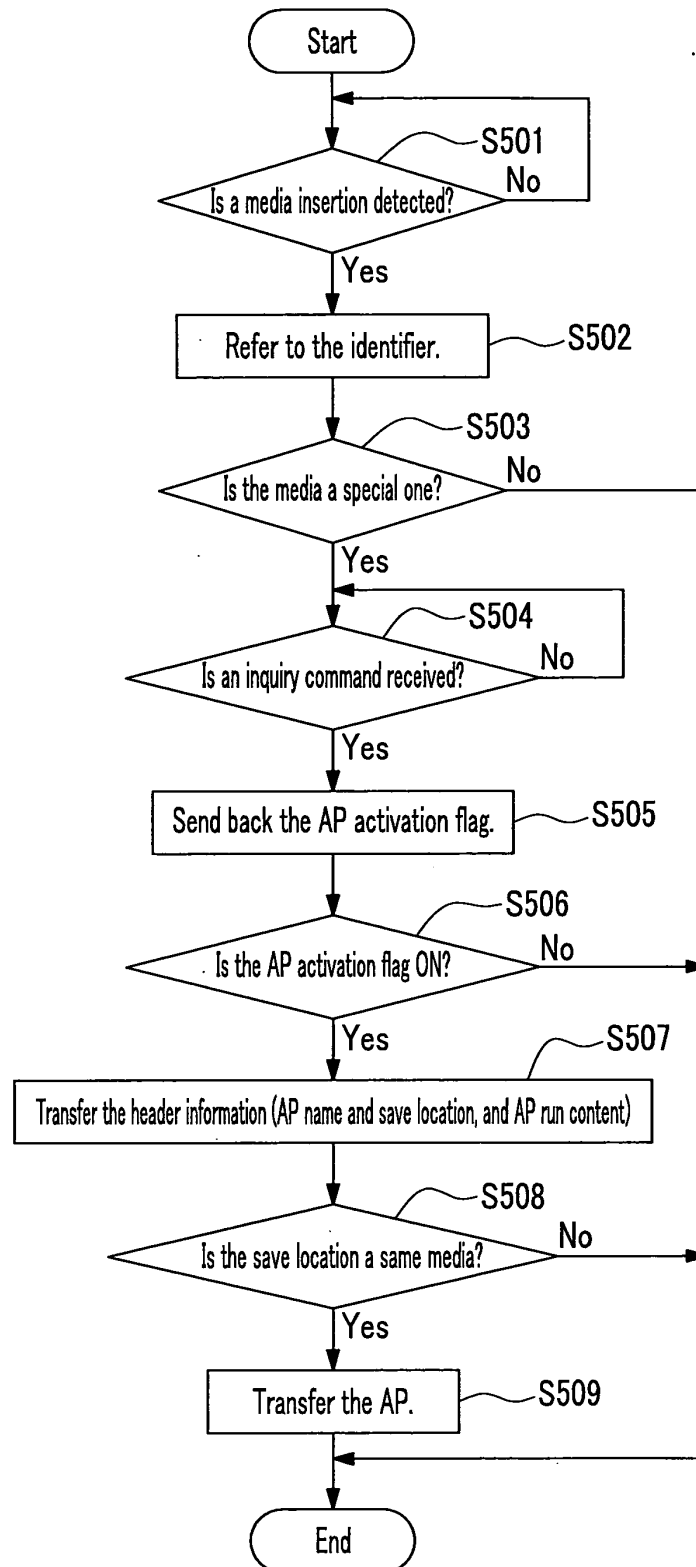 Start
S501
Is a media insertion detected?
No
Yes
Refer to the identifier.
S502
S503
Is the media a special one?
No
Yes
S504
Is an inquiry command received?
No
Yes
Send back the AP activation flag.
S505
S506
Is the AP activation flag ON?
No
Yes
S507
Transfer the header information (AP name and save location, and AP run content)
S508
Is the save location a same media?
No
Yes
Transfer the AP.
S509
End